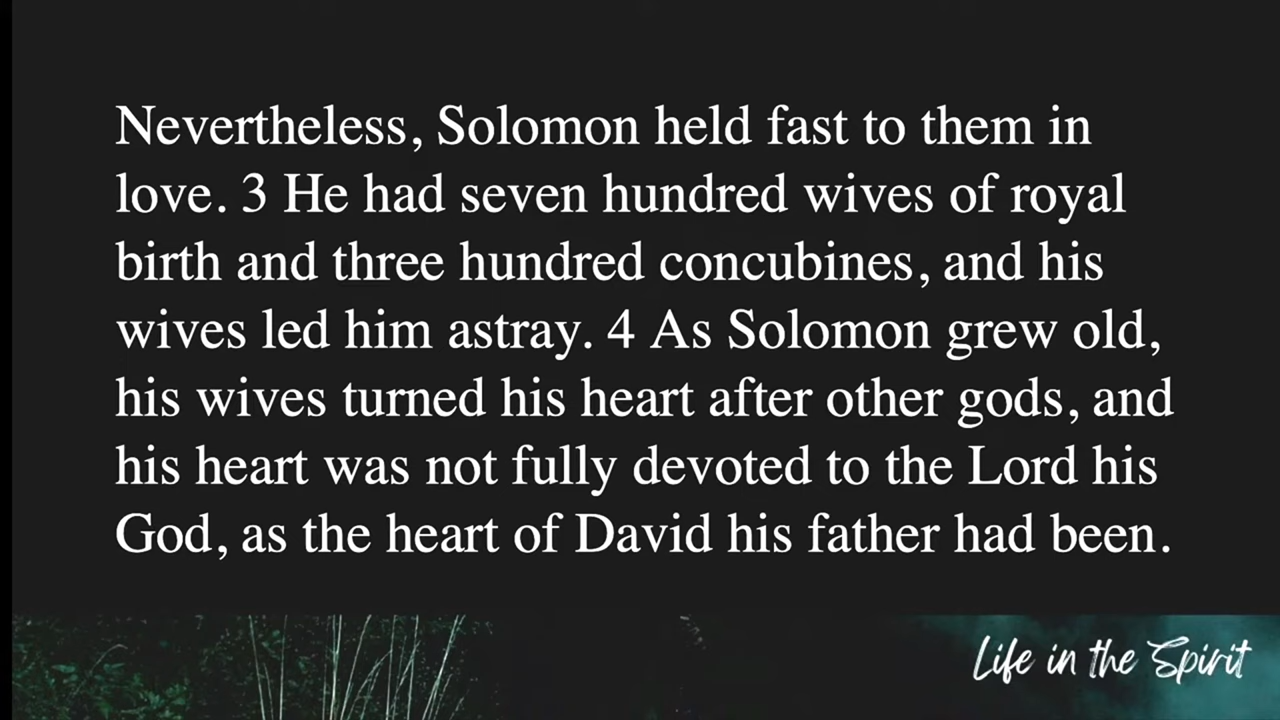 Nevertheless, Solomon held fast to them in
love. 3 He had seven hundred wives of royal
birth and three hundred concubines, and his
wives led him astray. 4 As Solomon grew old,
his wives turned his heart after other gods, and
his heart was not fully devoted to the Lord his
God, as the heart of David his father had been.
Life in the Spirit